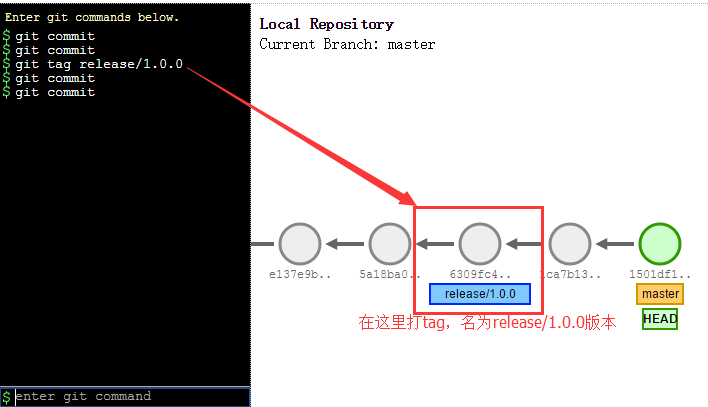 Enter git commands below.
$ git commit
$ git commit
$ git tag release/1.0.0
$ git commit
$ git commit
$ enter git command
Local Repository
Current Branch: master
e137e9b..
5a18ba0..
6309fc4..
1ca7b13..
1501df1..
release/1.0.0
master
HEAD
在这里打tag，名为release/1.0.0版本